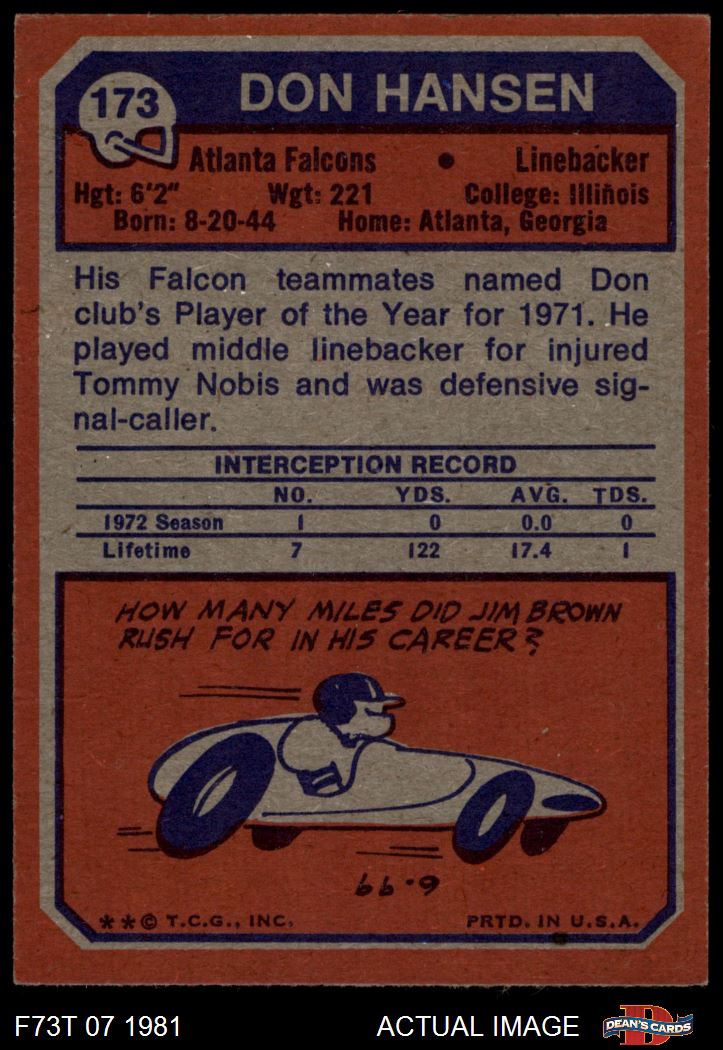 173
DON HANSEN
Atlanta Falcons • Linebacker
Hgt: 6'2" Wgt: 221 College: Illinois
Born: 8-20-44 Home: Atlanta, Georgia
His Falcon teammates named Don
club's Player of the Year for 1971. He
played middle linebacker for injured
Tommy Nobis and was defensive sig-
nal-caller.
INTERCEPTION RECORD
NO. YDS. AVG. TDS.
1972 Season 1 0 0.0 0
Lifetime 7 122 17.4 1
HOW MANY MILES DID JIM BROWN
RUSH FOR IN HIS CAREER?
6.99
**© T.C.G., INC. PRTD. IN U.S.A.
F73T 07 1981 ACTUAL IMAGE
D
DEAN'S CARDS